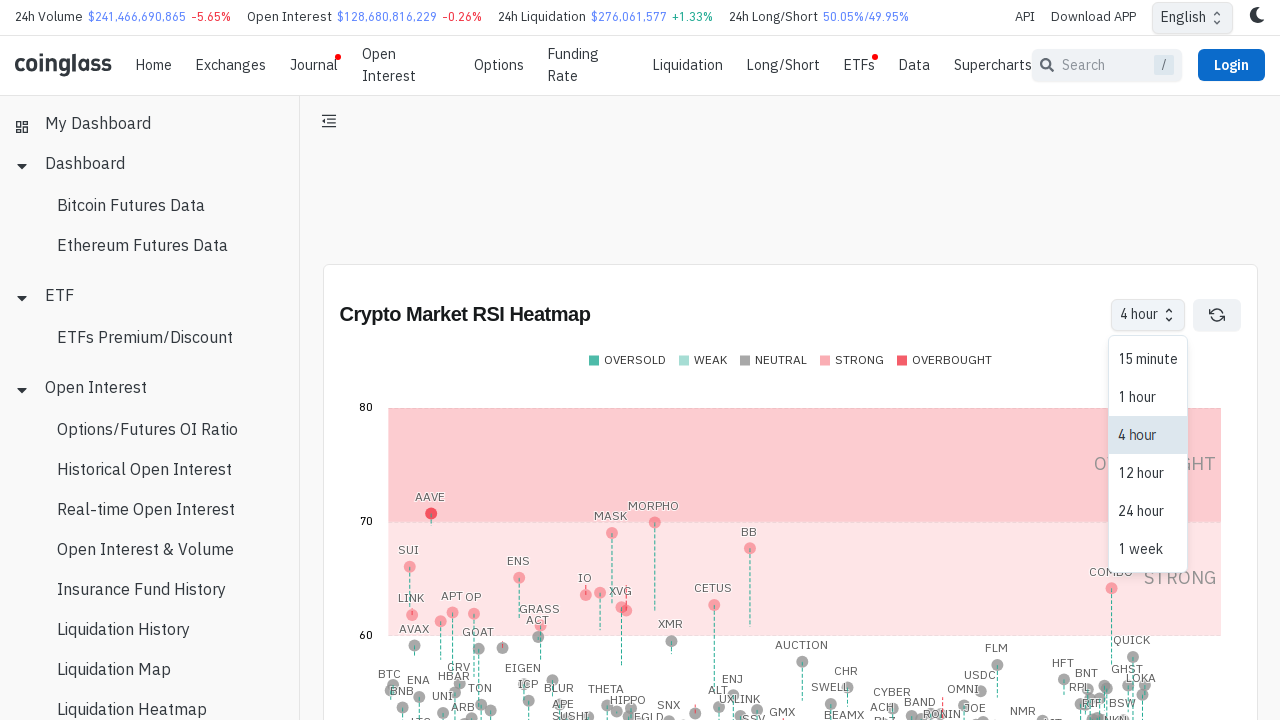 24h Volume $241,466,690,865 -5.65% Open Interest $128,680,816,229 -0.26% 24h Liquidation $276,061,577 +1.33% 24h Long/Short 50.05%/49.95% API Download APP English
coinglass Home Exchanges Journal Open Interest Options Funding Rate Liquidation Long/Short ETFs Data Supercharts Search / Login
My Dashboard
Dashboard
Bitcoin Futures Data
Ethereum Futures Data
ETF
ETFs Premium/Discount
Open Interest
Options/Futures OI Ratio
Historical Open Interest
Real-time Open Interest
Open Interest & Volume
Insurance Fund History
Liquidation History
Liquidation Map
Liquidation Heatmap
Crypto Market RSI Heatmap
4 hour
OVERSOLD WEAK NEUTRAL STRONG OVERBOUGHT
15 minute
1 hour
4 hour
12 hour
24 hour
1 week
80
70
60
STRONG
AAVE
MORPHO
MASK
BB
SUI
ENS
IO
XVG
CETUS
COMBO
LINK
APT OP
GRASS
ACT
AVAX
GOAT
XMR
AUCTION
FLM
QUICK
BTC
ENA
BNB
CRV
HBAR
UNI
TON
ARB
EIGEN
ICP
BLUR
APE
SUSHI
THETA
HIPPO
SNX
ENJ
ALT
GMX
CHR
SWELL
BEAMX
CYBER
BAND
RONIN
OMNI
USDC
JOE
NMR
HFT
BNT
RPL
GHST
LOKA
BSW